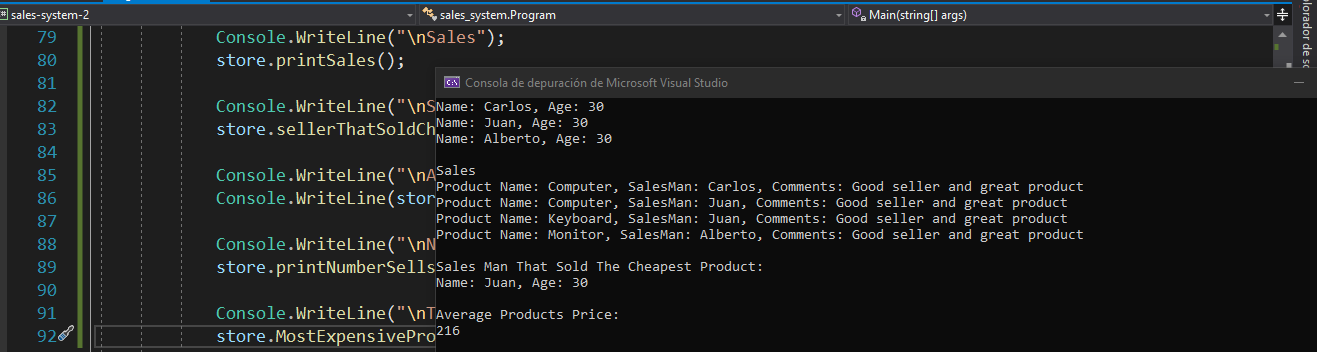 sales-system-2
sales_system.Program
Main(string[] args)
79 Console.WriteLine("\nSales");
80 store.printSales();
81
82 Console.WriteLine("\nS
83 store.sellerThatSoldCh
84
85 Console.WriteLine("\nA
86 Console.WriteLine(stor
87
88 Console.WriteLine("\nN
89 store.printNumberSells
90
91 Console.WriteLine("\nT
92 store.MostExpensivePro
Consola de depuración de Microsoft Visual Studio
Name: Carlos, Age: 30
Name: Juan, Age: 30
Name: Alberto, Age: 30
Sales
Product Name: Computer, SalesMan: Carlos, Comments: Good seller and great product
Product Name: Computer, SalesMan: Juan, Comments: Good seller and great product
Product Name: Keyboard, SalesMan: Juan, Comments: Good seller and great product
Product Name: Monitor, SalesMan: Alberto, Comments: Good seller and great product
Sales Man That Sold The Cheapest Product:
Name: Juan, Age: 30
Average Products Price:
216
plorador de so